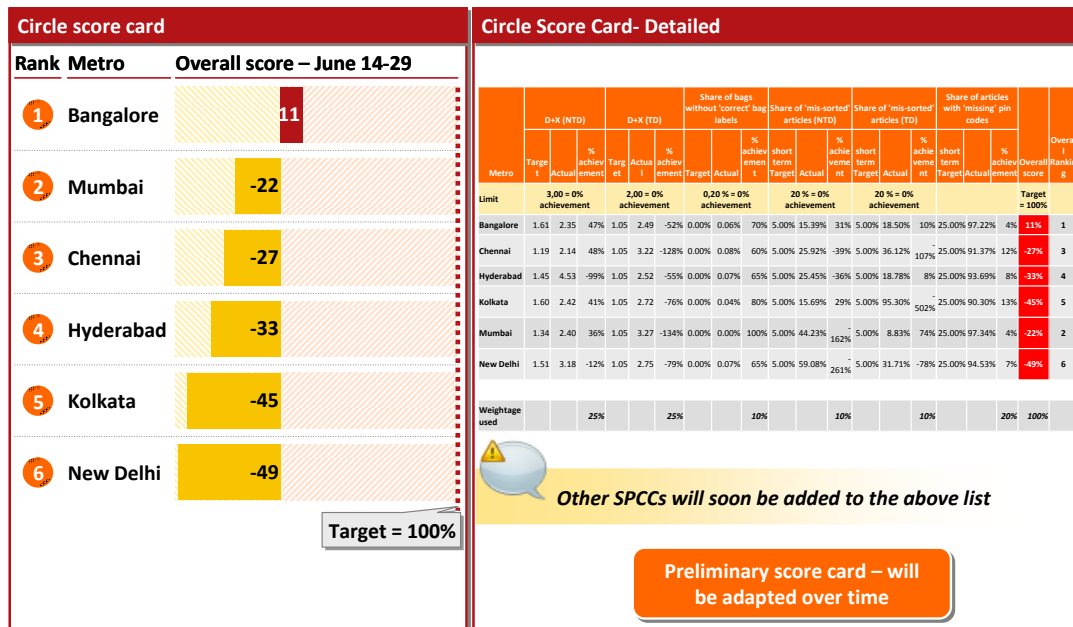 Circle score card
Rank Metro Overall score – June 14-29
1 Bangalore 11
2 Mumbai -22
3 Chennai -27
4 Hyderabad -33
5 Kolkata -45
6 New Delhi -49
Target = 100%
Circle Score Card- Detailed
D+X (NTD) D+X (TD) Share of bags without 'correct' bag labels Share of 'mis-sorted' articles (NTD) Share of 'mis-sorted' articles (TD) Share of articles with 'missing' pin codes
Metro Target Actual % achievement Target Actual % achievement Target Actual % achievement short term Target Actual % achievement short term Target Actual % achievement short term Target Actual % achievement Overall score Overall Ranking
Limit 3,00 = 0% achievement 2,00 = 0% achievement 0,20 % = 0% achievement 20 % = 0% achievement 20 % = 0% achievement Target = 100%
Bangalore 1.61 2.35 47% 1.05 2.49 -52% 0.00% 0.06% 70% 5.00% 15.39% 31% 5.00% 18.50% 10% 25.00% 97.22% 4% 11% 1
Chennai 1.19 2.14 48% 1.05 3.22 -128% 0.00% 0.08% 60% 5.00% 25.92% -39% 5.00% 36.12% -107% 25.00% 91.37% 12% -27% 3
Hyderabad 1.45 4.53 -99% 1.05 2.52 -55% 0.00% 0.07% 65% 5.00% 25.45% -36% 5.00% 18.78% 8% 25.00% 93.69% 8% -33% 4
Kolkata 1.60 2.42 41% 1.05 2.72 -76% 0.00% 0.04% 80% 5.00% 15.69% 29% 5.00% 95.30% -502% 25.00% 90.30% 13% -45% 5
Mumbai 1.34 2.40 36% 1.05 3.27 -134% 0.00% 0.00% 100% 5.00% 44.23% -162% 5.00% 8.83% 74% 25.00% 97.34% 4% -22% 2
New Delhi 1.51 3.18 -12% 1.05 2.75 -79% 0.00% 0.07% 65% 5.00% 59.08% -261% 5.00% 31.71% -78% 25.00% 94.53% 7% -49% 6
Weightage used 25% 25% 10% 10% 10% 20% 100%
Other SPCCs will soon be added to the above list
Preliminary score card – will
be adapted over time